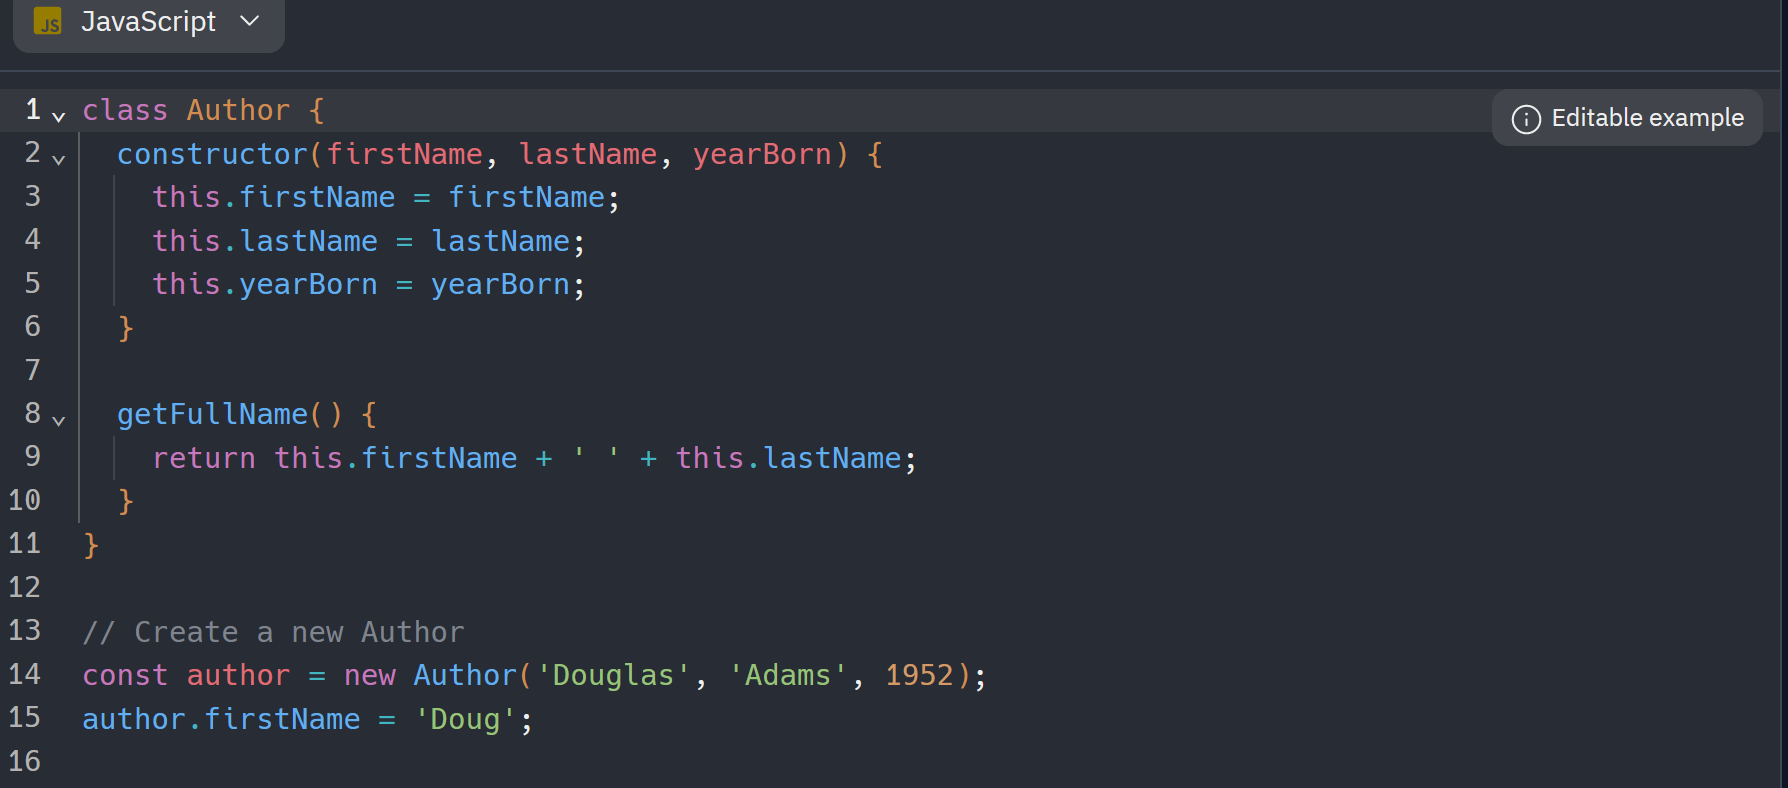 JS JavaScript
Editable example
1 class Author {
2   constructor(firstName, lastName, yearBorn) {
3     this.firstName = firstName;
4     this.lastName = lastName;
5     this.yearBorn = yearBorn;
6   }
7
8   getFullName() {
9     return this.firstName + ' ' + this.lastName;
10   }
11 }
12
13 // Create a new Author
14 const author = new Author('Douglas', 'Adams', 1952);
15 author.firstName = 'Doug';
16